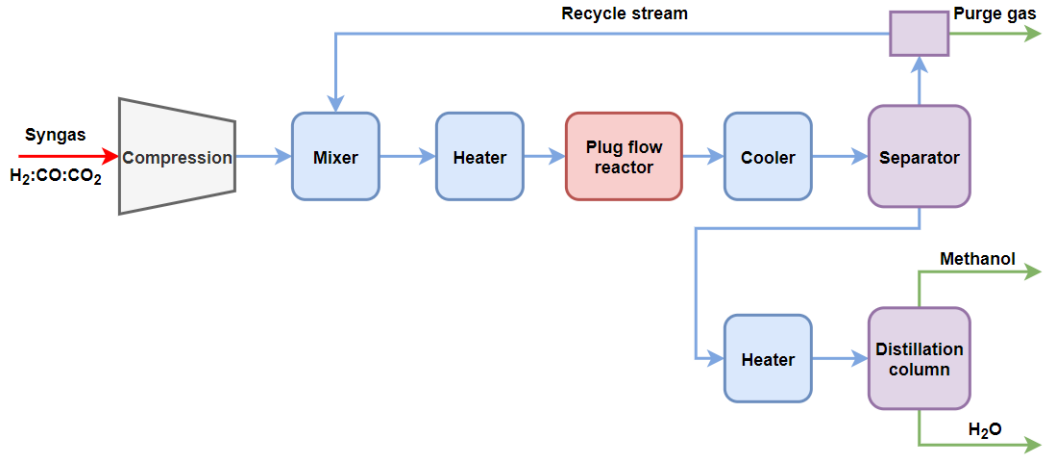 Recycle stream
Purge gas
Syngas
H₂:CO:CO₂
Compression
Mixer
Heater
Plug flow
reactor
Cooler
Separator
Methanol
Heater
Distillation
column
H₂O